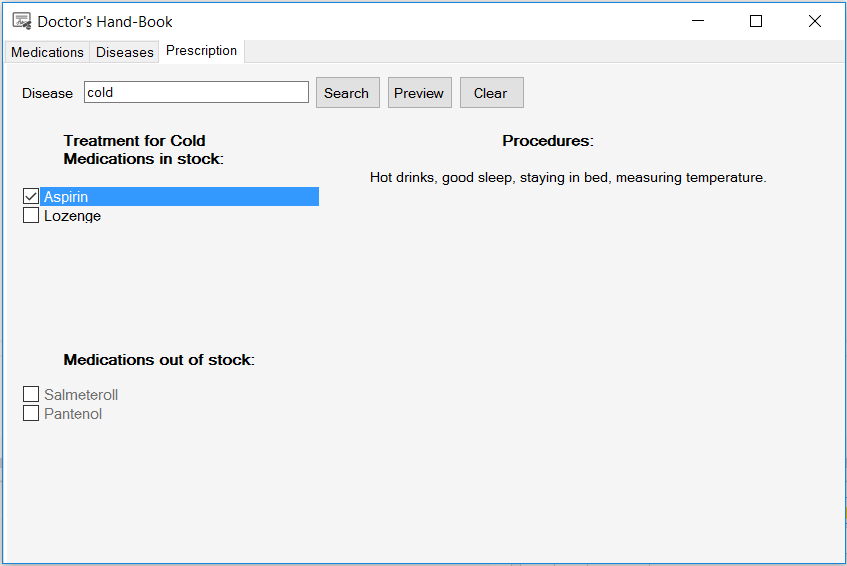 Doctor's Hand-Book
Medications Diseases Prescription
Disease cold Search Preview Clear
Treatment for Cold
Medications in stock:
Aspirin
Lozenge
Procedures:
Hot drinks, good sleep, staying in bed, measuring temperature.
Medications out of stock:
Salmeteroll
Pantenol